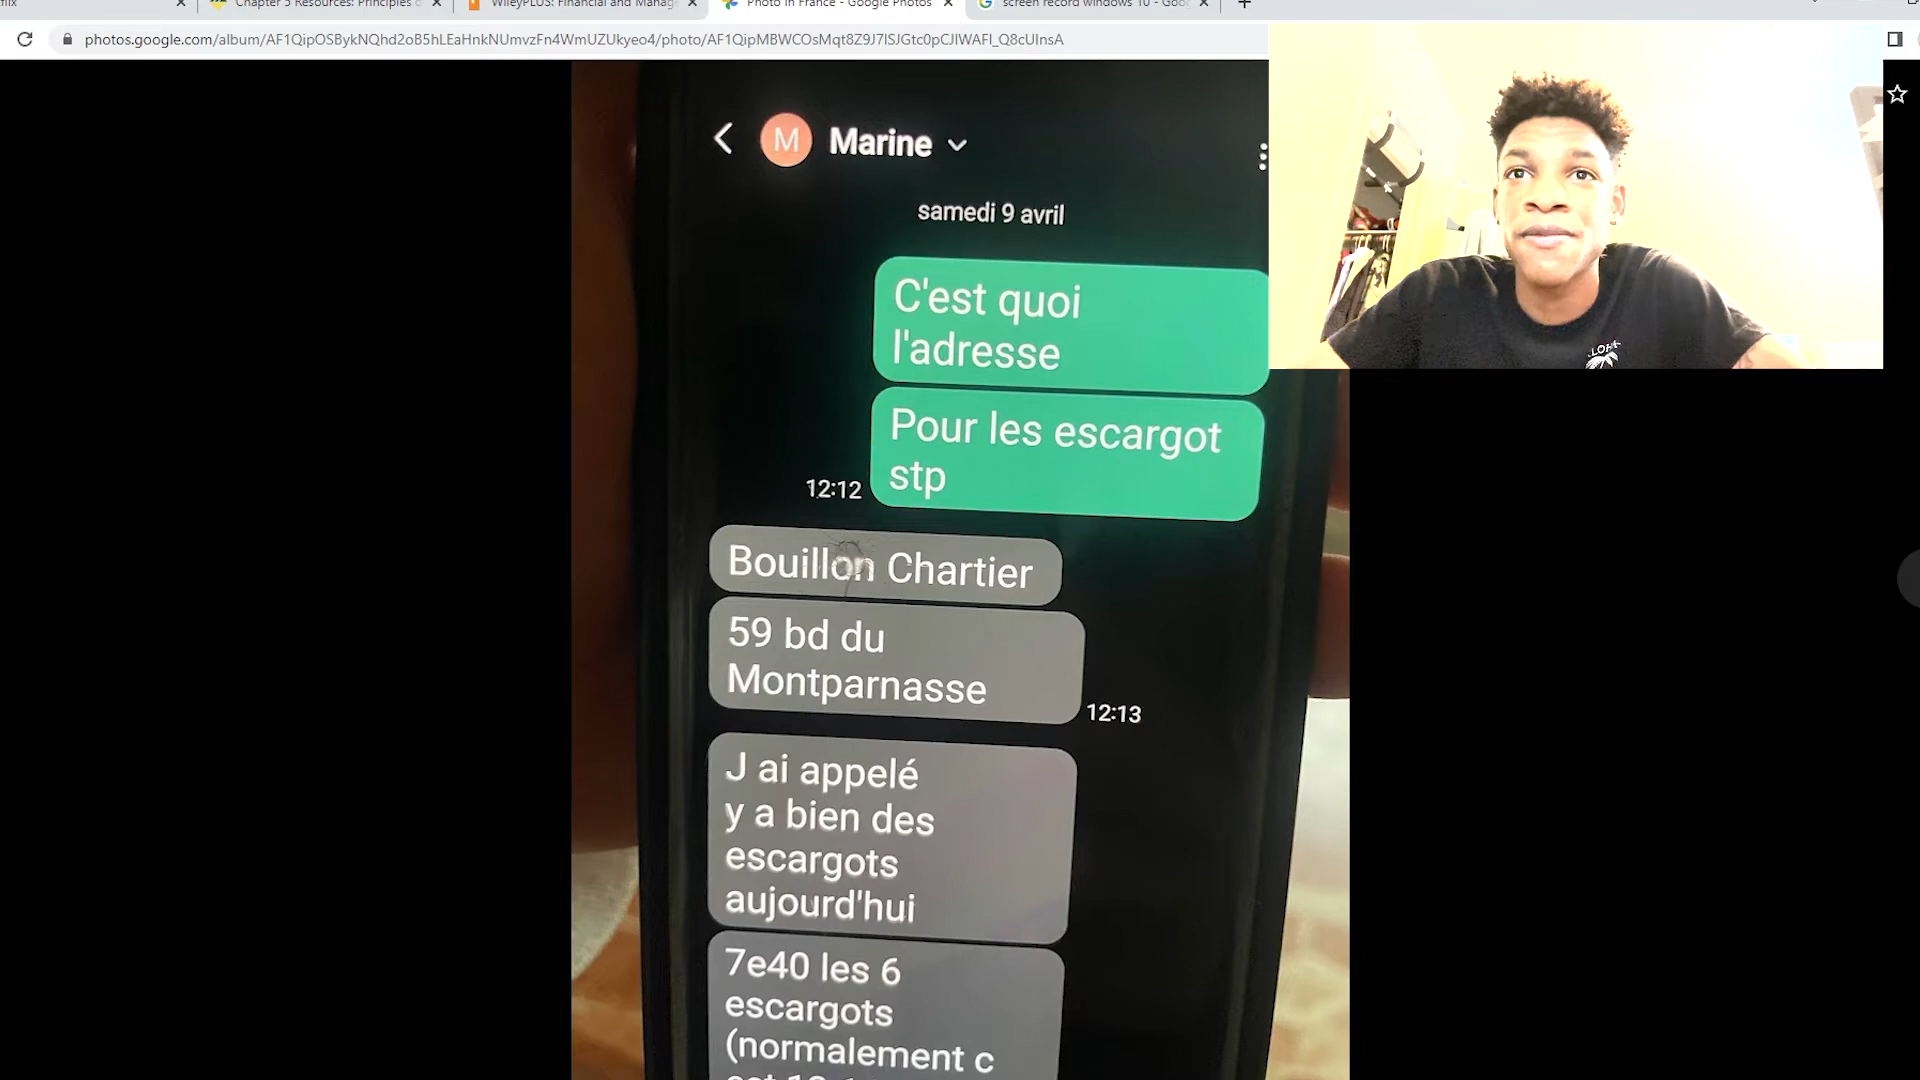 Chapter 5 Resources: Principles o
WileyPLUS: Financial and Manag
Photo in France - Google Photos
screen record windows 10 - Goo
photos.google.com/album/AF1QipOSBykNQhd2oB5hLEaHnkNUmvzFn4WmUZUkyeo4/photo/AF1QipMBWCOsMqt8Z9J7ISJGtc0pCJIWAFI_Q8cUInsA
M Marine
samedi 9 avril
C'est quoi
l'adresse
Pour les escargot
stp
12:12
Bouillon Chartier
59 bd du
Montparnasse
12:13
J ai appelé
y a bien des
escargots
aujourd'hui
7e40 les 6
escargots
(normalement c